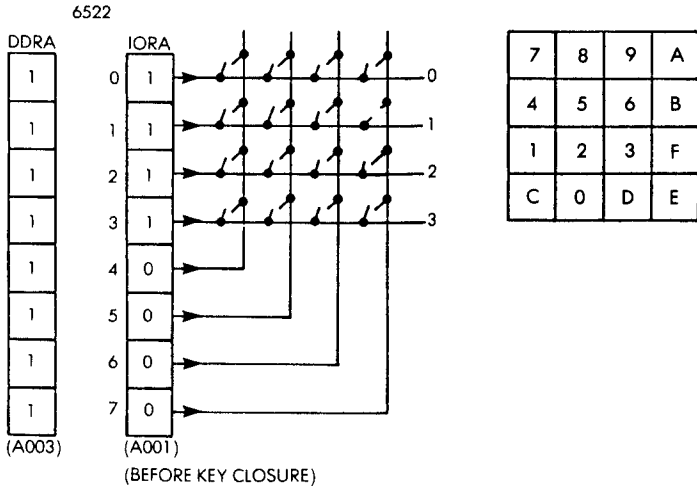 6522
DDRA IORA
1 0 1 0
1 1 1 1
1 2 1 2
1 3 1 3
1 4 0
1 5 0
1 6 0
1 7 0
(A003) (A001)
(BEFORE KEY CLOSURE)
7 8 9 A
4 5 6 B
1 2 3 F
C 0 D E